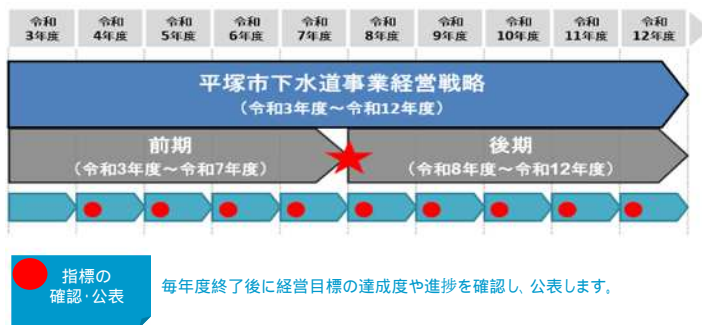 令和 令和 令和 令和 令和 令和 令和 令和 令和 令和
3年度 4年度 5年度 6年度 7年度 8年度 9年度 10年度 11年度 12年度
平塚市下水道事業経営戦略
（令和3年度～令和12年度）
前期 後期
（令和3年度～令和7年度） （令和8年度～令和12年度）
指標の
確認・公表
毎年度終了後に経営目標の達成度や進捗を確認し、公表します。